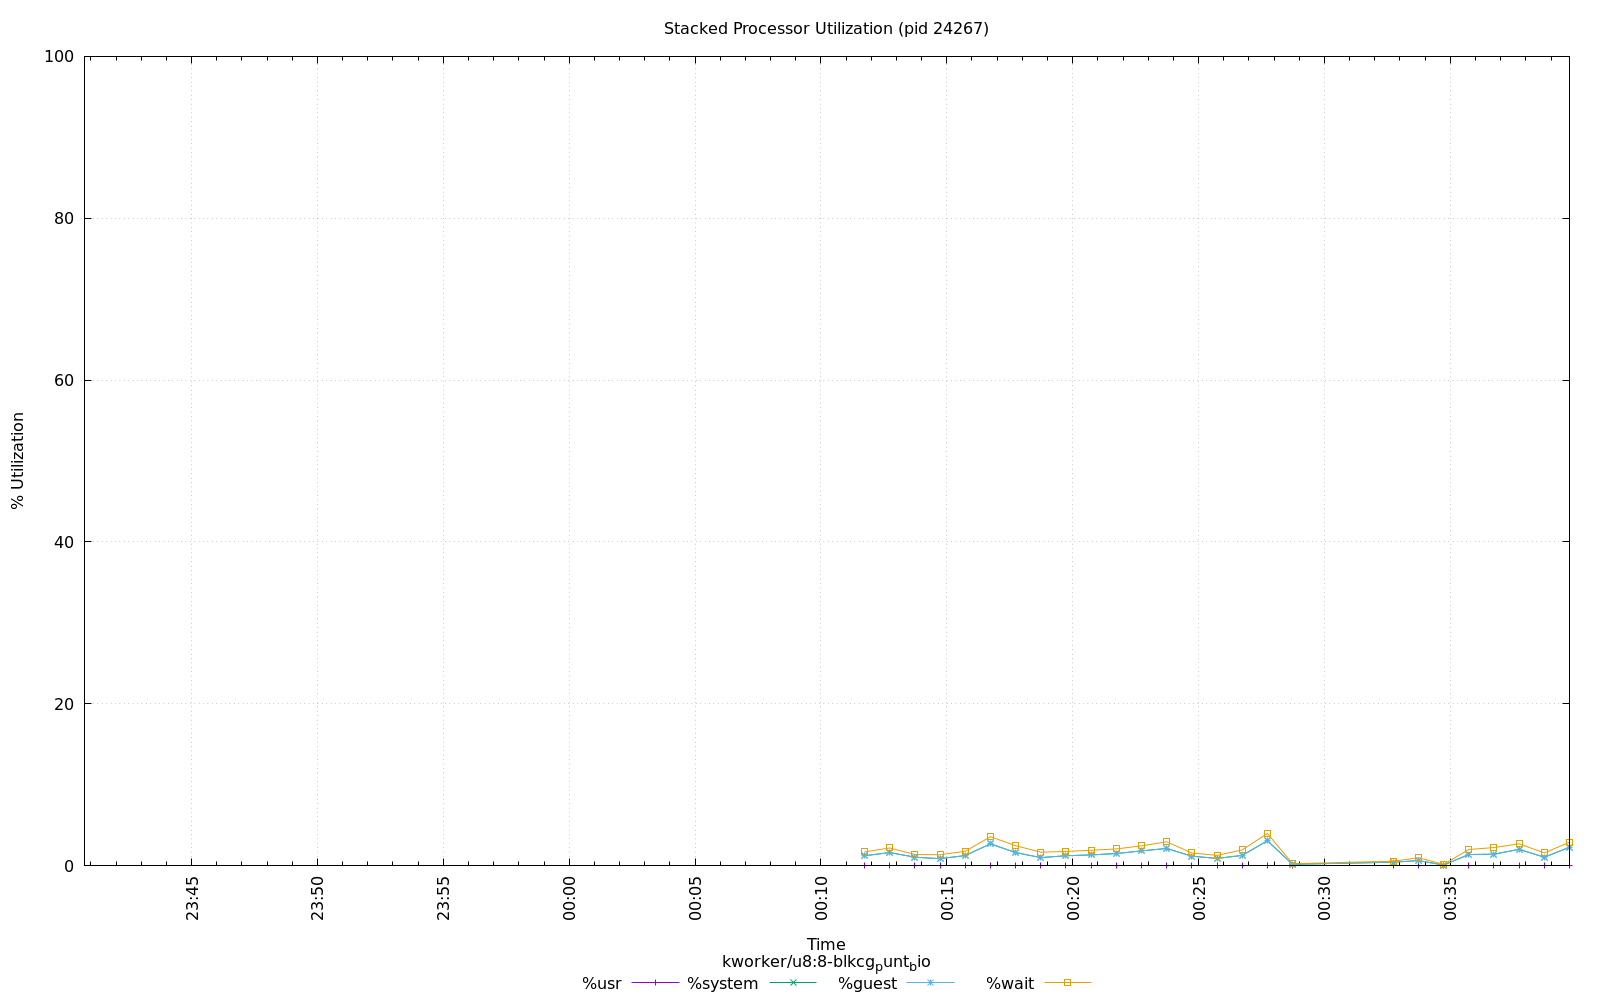 Stacked Processor Utilization (pid 24267)
100
80
60
40
20
0
% Utilization
23:45 23:50 23:55 00:00 00:05 00:10 00:15 00:20 00:25 00:30 00:35
Time
kworker/u8:8-blkcgpuntbio
%usr %system %guest %wait